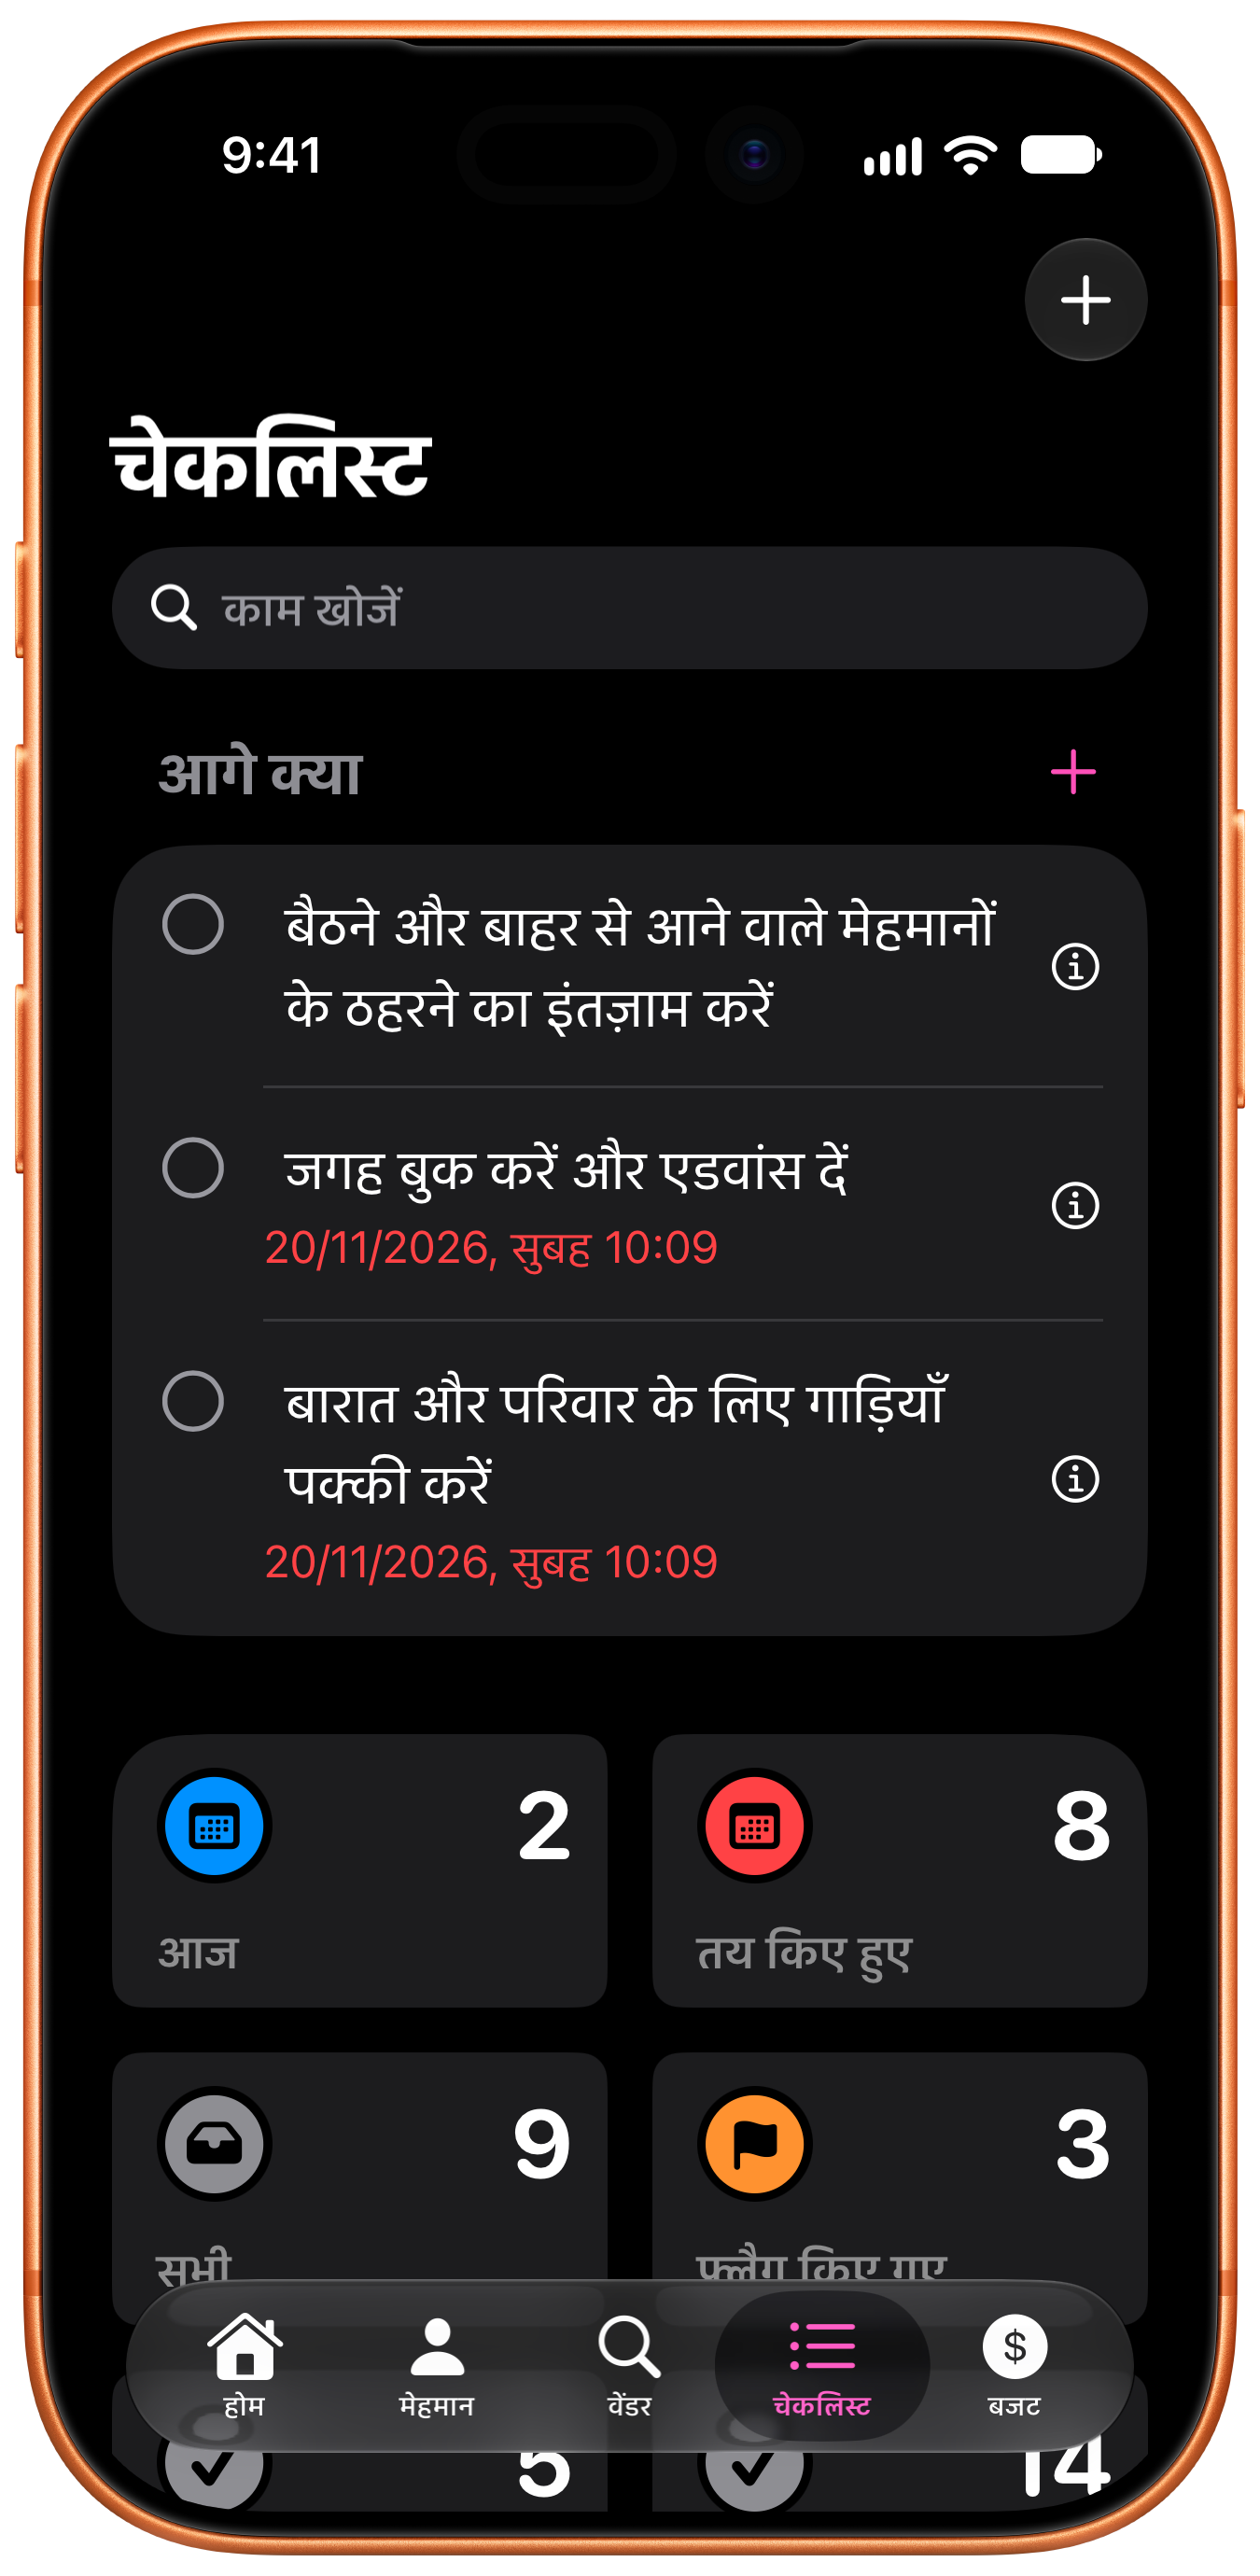 9:41
चेकलिस्ट
काम खोजें
आगे क्या
बैठने और बाहर से आने वाले मेहमानों
के ठहरने का इंतज़ाम करें
जगह बुक करें और एडवांस दें
20/11/2026, सुबह 10:09
बारात और परिवार के लिए गाड़ियाँ
पक्की करें
20/11/2026, सुबह 10:09
2
8
आज
तय किए हुए
9
3
सभी
फ्लैग किए गए
होम
मेहमान
वेंडर
चेकलिस्ट
$
बजट
5
14